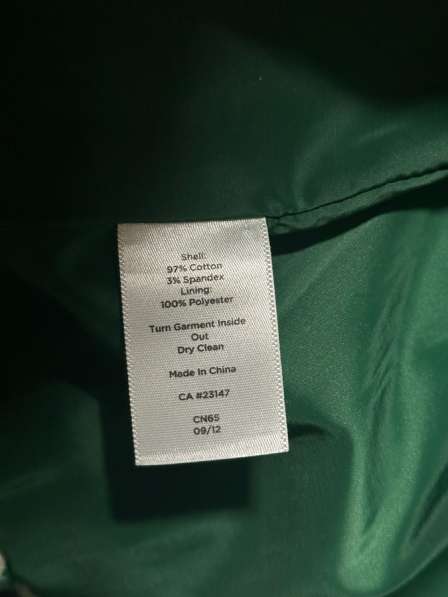 Shell:
97% Cotton
3% Spandex
Lining:
100% Polyester
Turn Garment Inside
Out
Dry Clean
Made In China
CA #23147
CN65
09/12